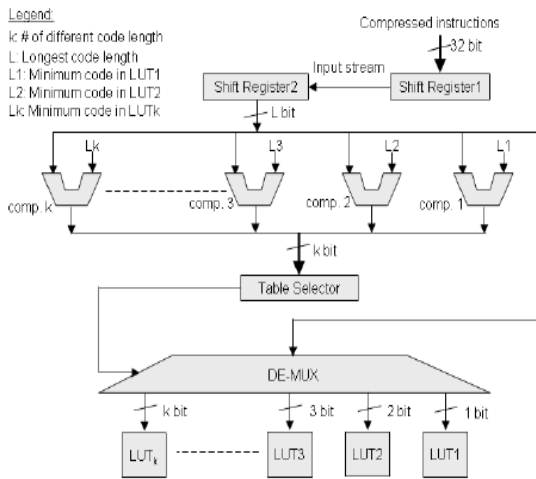 Legend:
k: # of different code length
L: Longest code length
L1: Minimum code in LUT1
L2: Minimum code in LUT2
Lk: Minimum code in LUTk
Compressed instructions
32 bit
Input stream
Shift Register2
Shift Register1
L bit
Lk
L3
L2
L1
comp. k
comp. 3
comp. 2
comp. 1
k bit
Table Selector
DE-MUX
k bit
3 bit
2 bit
1 bit
LUTk
LUT3
LUT2
LUT1